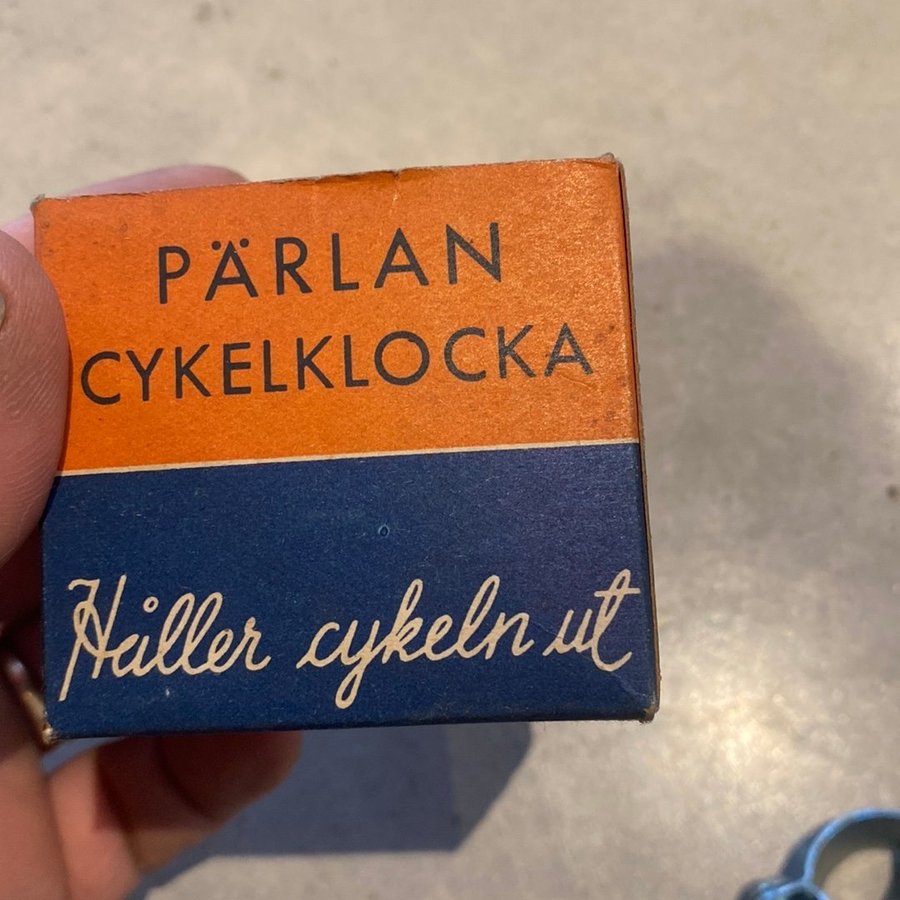 PÄRLAN
CYKELKLOCKA
Håller cykeln ut